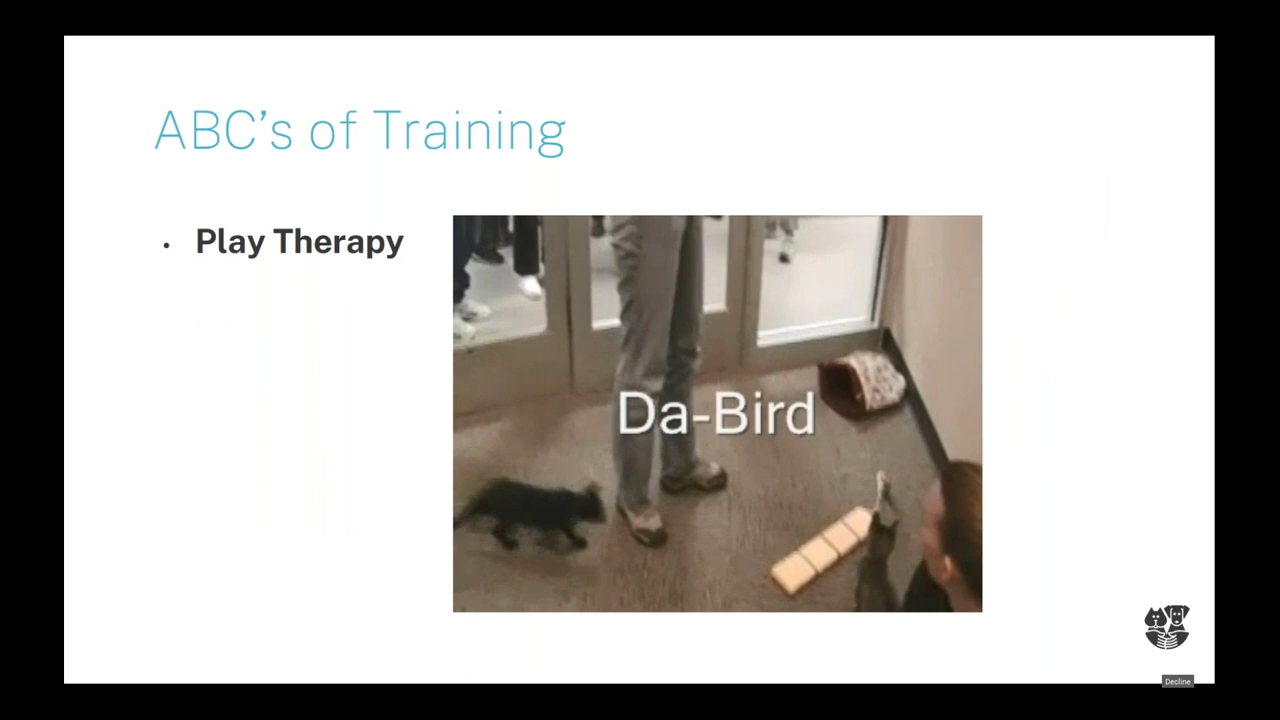 ABC’s of Training
• Play Therapy
Da-Bird
Decline